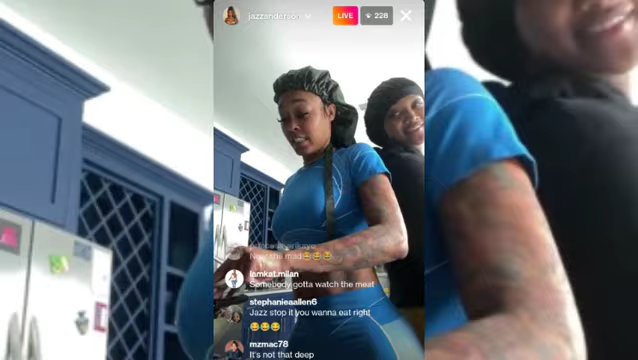 jazzanderson
LIVE
228
Now she mad😂😂😂
iamkat.milan
Somebody gotta watch the meat
stephanieaallen6
Jazz stop it you wanna eat right
😂😂😂
mzmac78
It's not that deep